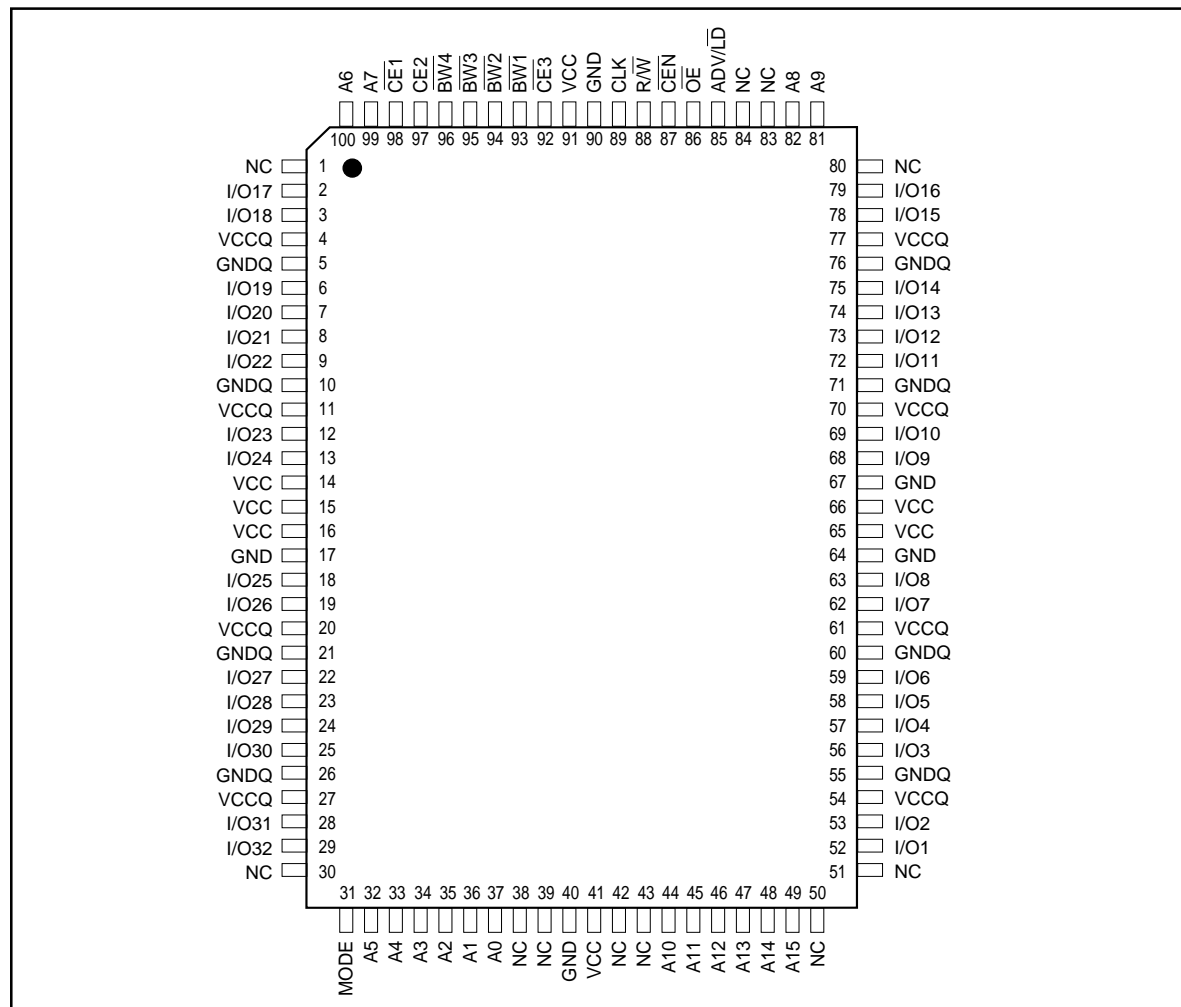 A6 A7 C̅E̅1̅ CE2 B̅W̅4̅ B̅W̅3̅ B̅W̅2̅ B̅W̅1̅ C̅E̅3̅ VCC GND CLK R/W̅ C̅E̅N̅ O̅E̅ ADV/L̅D̅ NC NC A8 A9
100 99 98 97 96 95 94 93 92 91 90 89 88 87 86 85 84 83 82 81
NC 1 80 NC
I/O17 2 79 I/O16
I/O18 3 78 I/O15
VCCQ 4 77 VCCQ
GNDQ 5 76 GNDQ
I/O19 6 75 I/O14
I/O20 7 74 I/O13
I/O21 8 73 I/O12
I/O22 9 72 I/O11
GNDQ 10 71 GNDQ
VCCQ 11 70 VCCQ
I/O23 12 69 I/O10
I/O24 13 68 I/O9
VCC 14 67 GND
VCC 15 66 VCC
VCC 16 65 VCC
GND 17 64 GND
I/O25 18 63 I/O8
I/O26 19 62 I/O7
VCCQ 20 61 VCCQ
GNDQ 21 60 GNDQ
I/O27 22 59 I/O6
I/O28 23 58 I/O5
I/O29 24 57 I/O4
I/O30 25 56 I/O3
GNDQ 26 55 GNDQ
VCCQ 27 54 VCCQ
I/O31 28 53 I/O2
I/O32 29 52 I/O1
NC 30 51 NC
31 32 33 34 35 36 37 38 39 40 41 42 43 44 45 46 47 48 49 50
MODE A5 A4 A3 A2 A1 A0 NC NC GND VCC NC NC A10 A11 A12 A13 A14 A15 NC